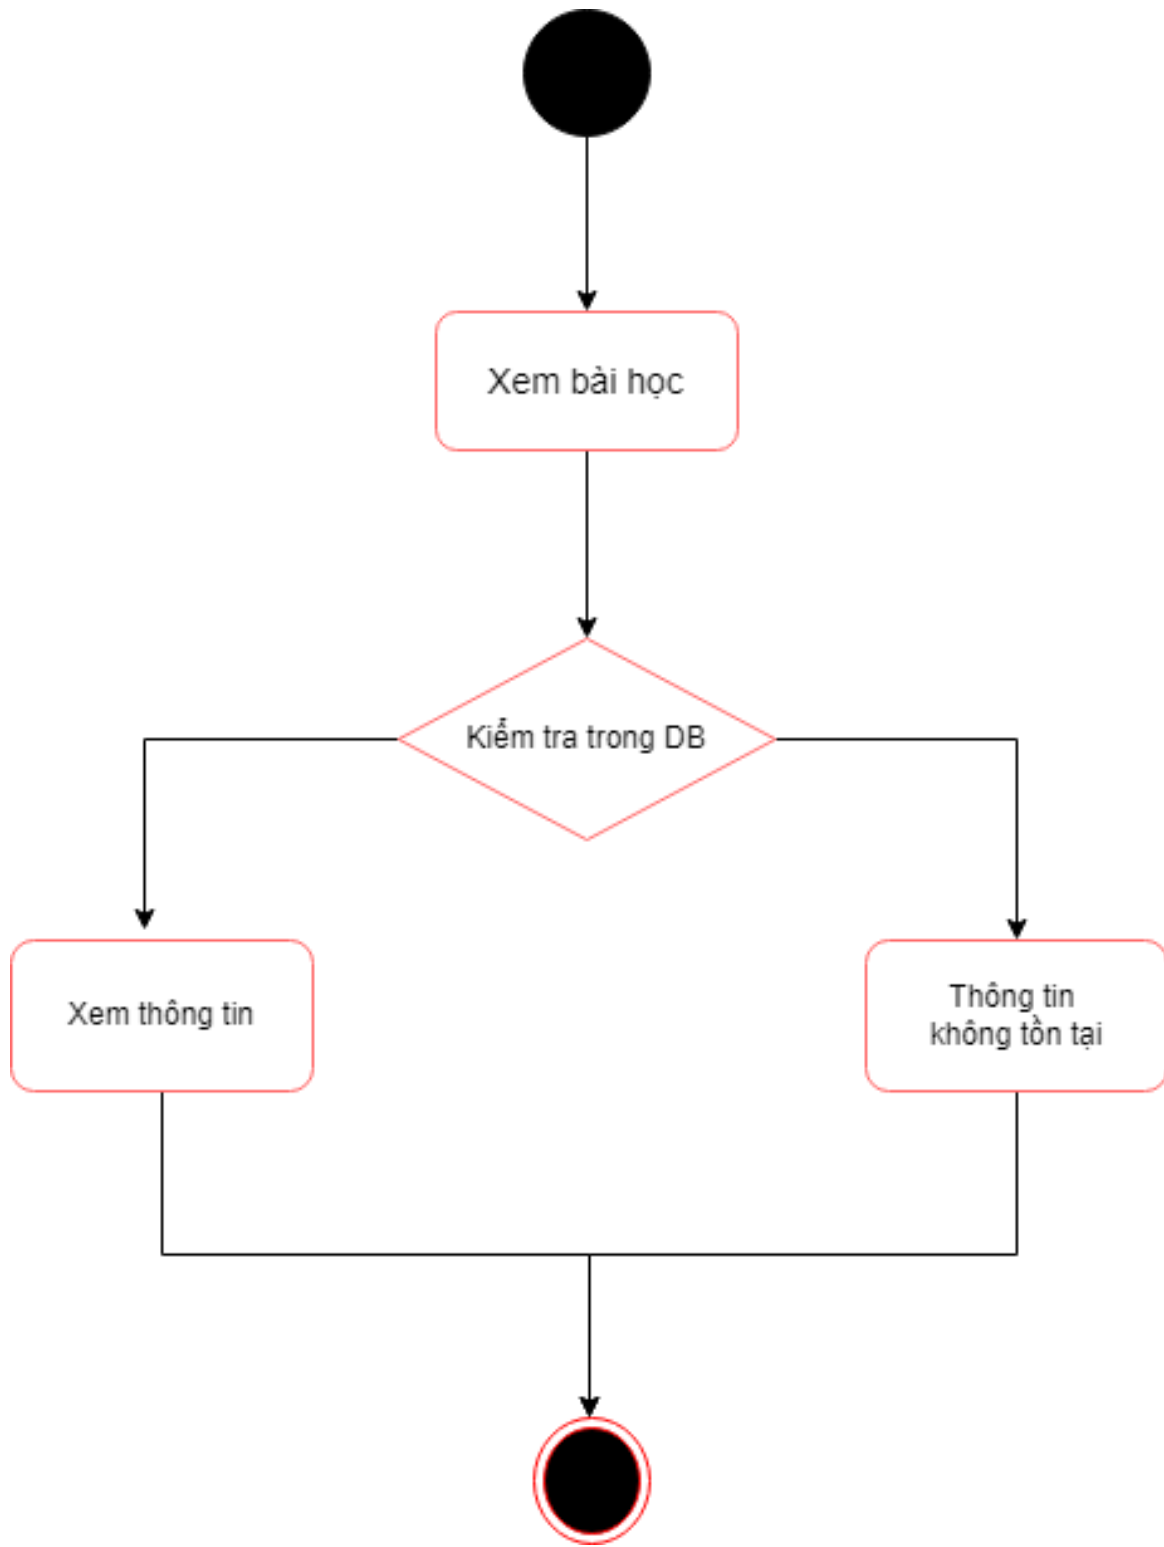 Xem bài học
Kiểm tra trong DB
Xem thông tin
Thông tin
không tồn tại